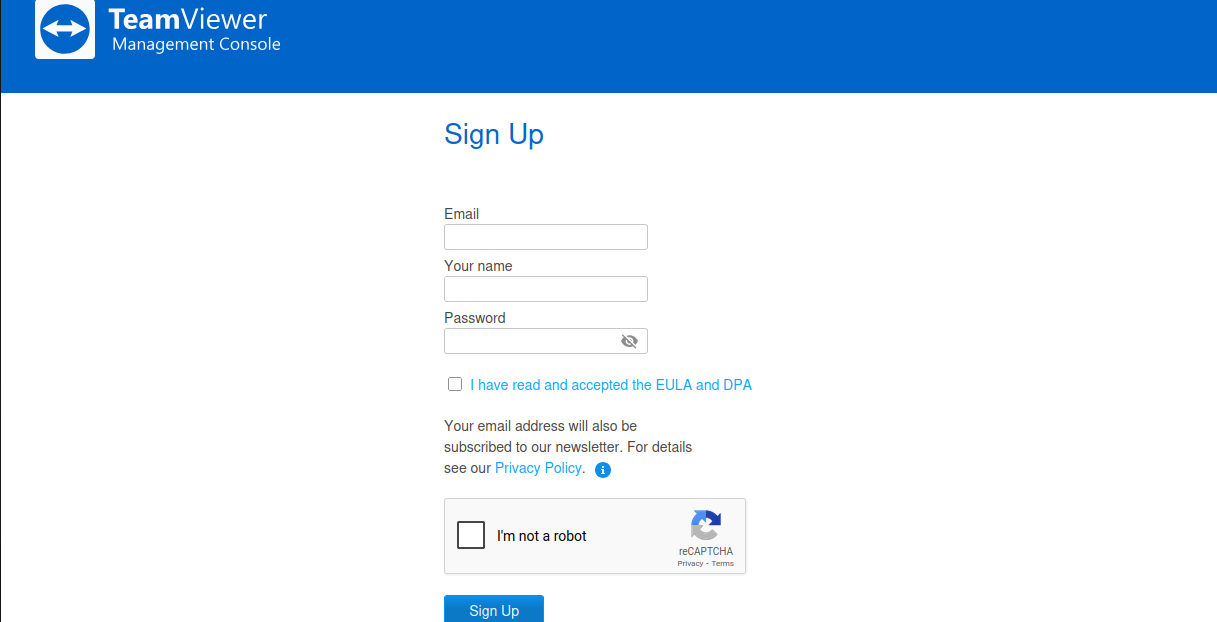 TeamViewer
Management Console
Sign Up
Email
Your name
Password
I have read and accepted the EULA and DPA
Your email address will also be
subscribed to our newsletter. For details
see our Privacy Policy. i
I'm not a robot
reCAPTCHA
Privacy - Terms
Sign Up